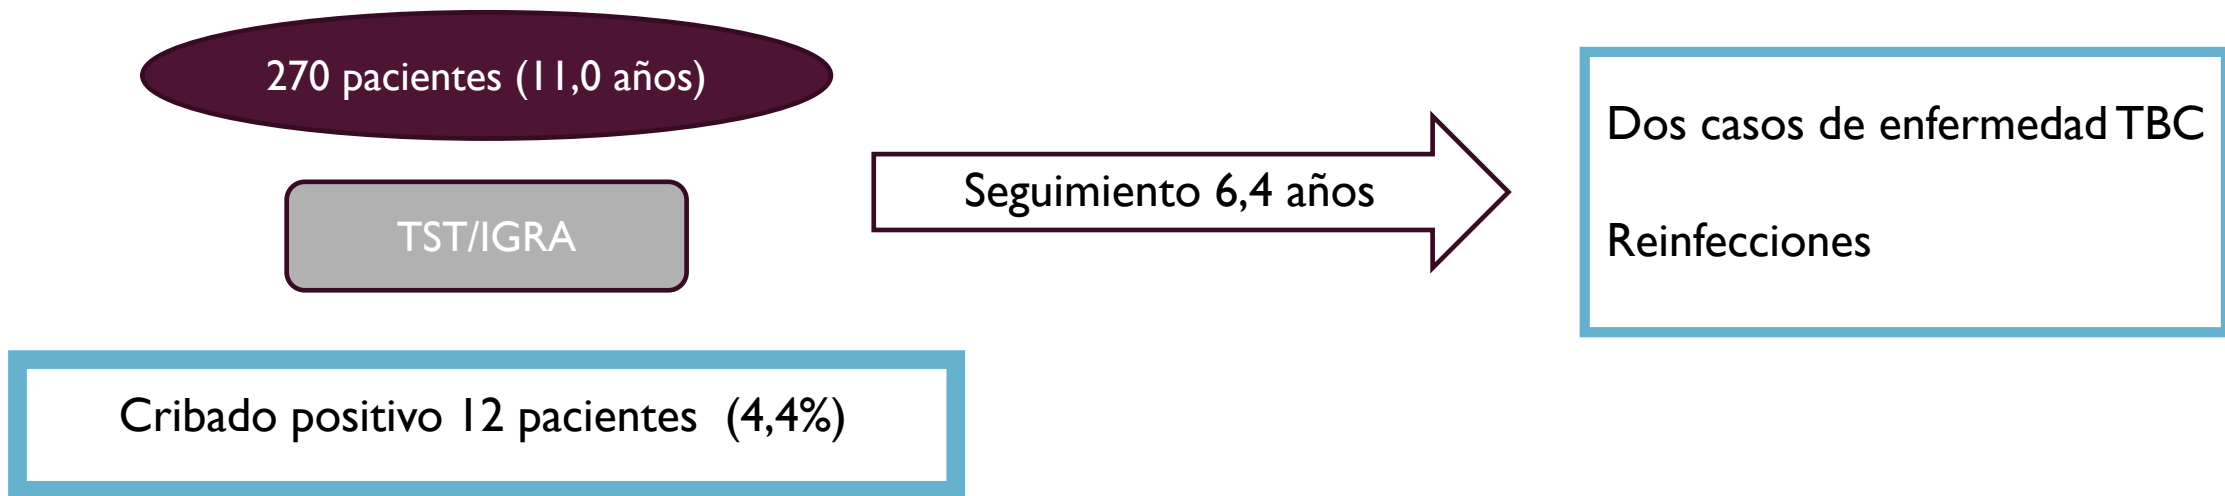 270 pacientes (11,0 años)
TST/IGRA
Cribado positivo 12 pacientes (4,4%)
Seguimiento 6,4 años
Dos casos de enfermedad TBC
Reinfecciones